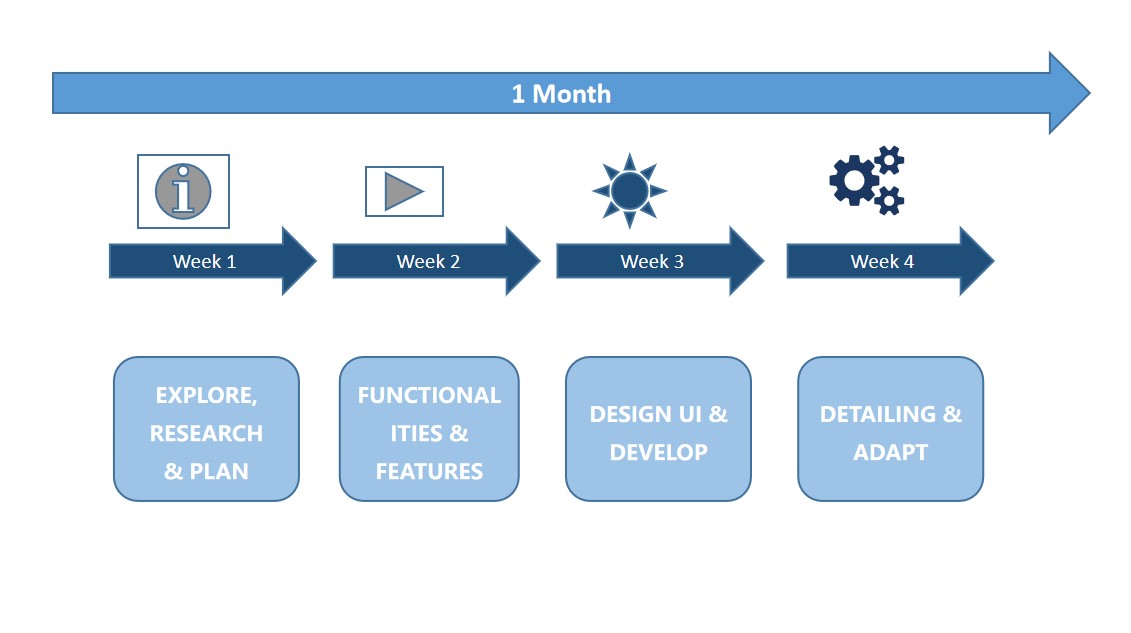 1 Month
Week 1
Week 2
Week 3
Week 4
EXPLORE,
RESEARCH
& PLAN
FUNCTIONAL
ITIES &
FEATURES
DESIGN UI &
DEVELOP
DETAILING &
ADAPT